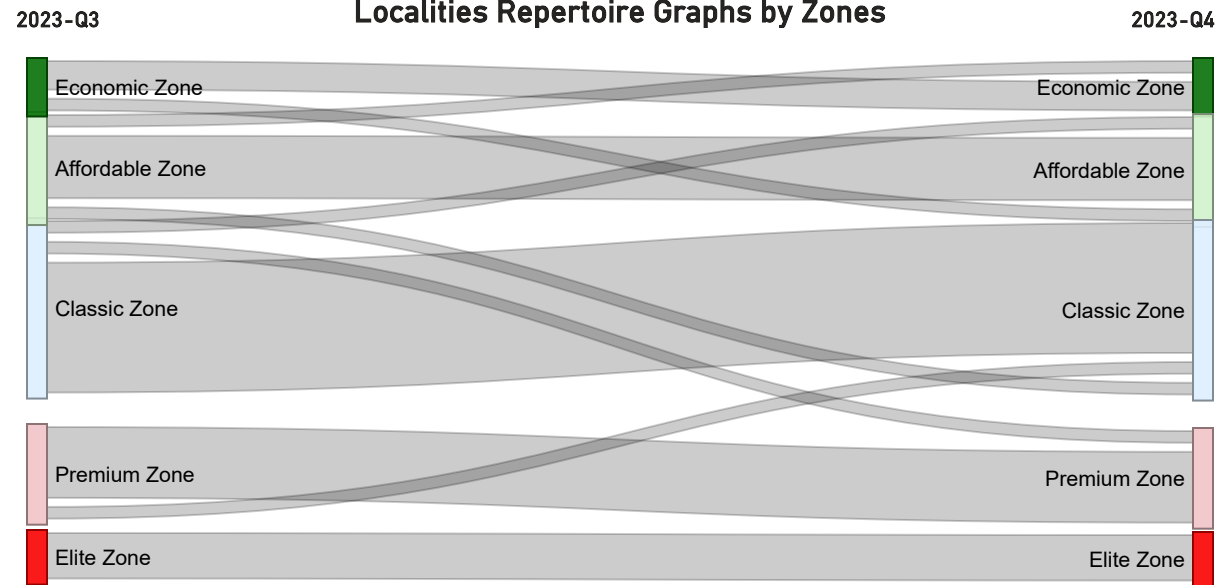 Localities Repertoire Graphs by Zones
2023-Q3
2023-Q4
Economic Zone
Economic Zone
Affordable Zone
Affordable Zone
Classic Zone
Classic Zone
Premium Zone
Premium Zone
Elite Zone
Elite Zone